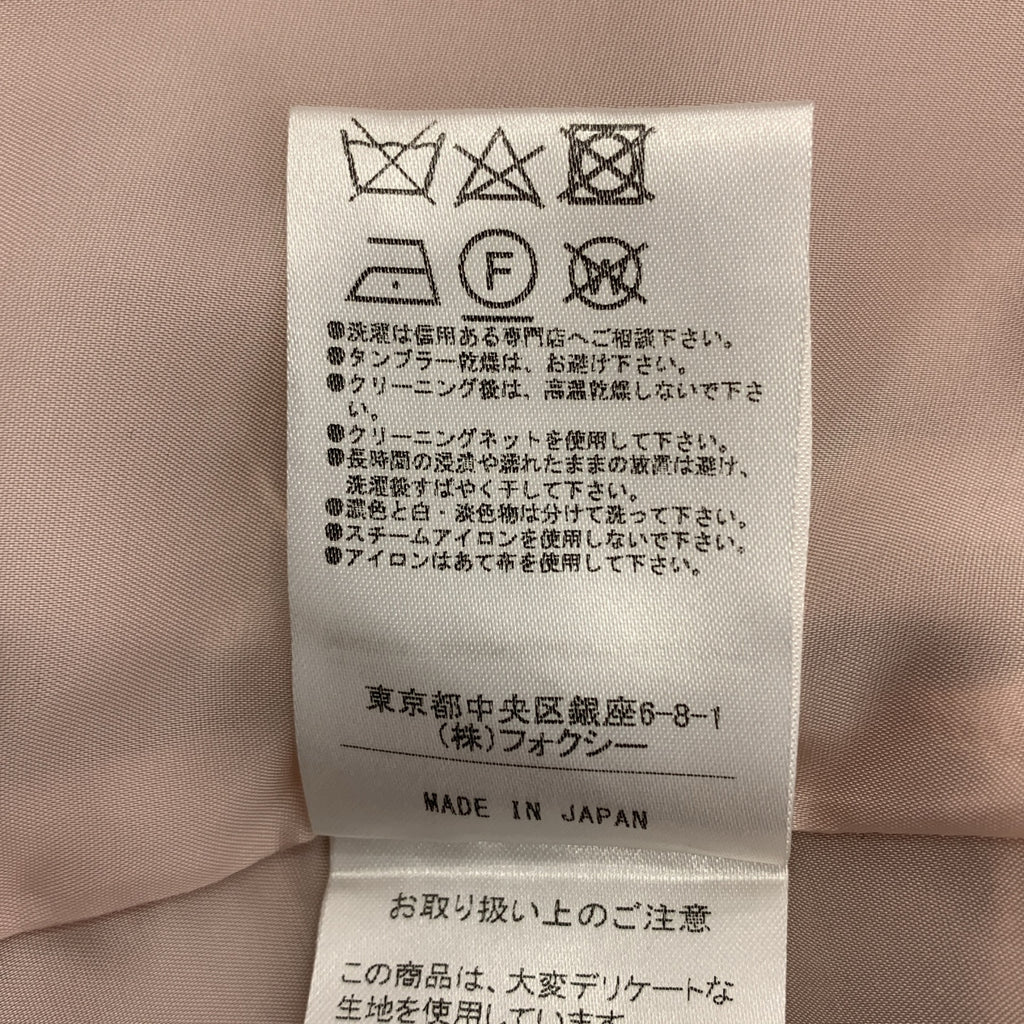 F
W
●洗濯は信用ある専門店へご相談下さい。
●タンブラー乾燥は、お避け下さい。
●クリーニング後は、高温乾燥しないで下さ
い。
●クリーニングネットを使用して下さい。
●長時間の浸漬や濡れたままの放置は避け、
洗濯後すばやく干して下さい。
●濃色と白・淡色物は分けて洗って下さい。
●スチームアイロンを使用しないで下さい。
●アイロンはあて布を使用して下さい。
東京都中央区銀座6-8-1
(株)フォクシー
MADE IN JAPAN
お取り扱い上のご注意
この商品は、大変デリケートな
生地を使用しています